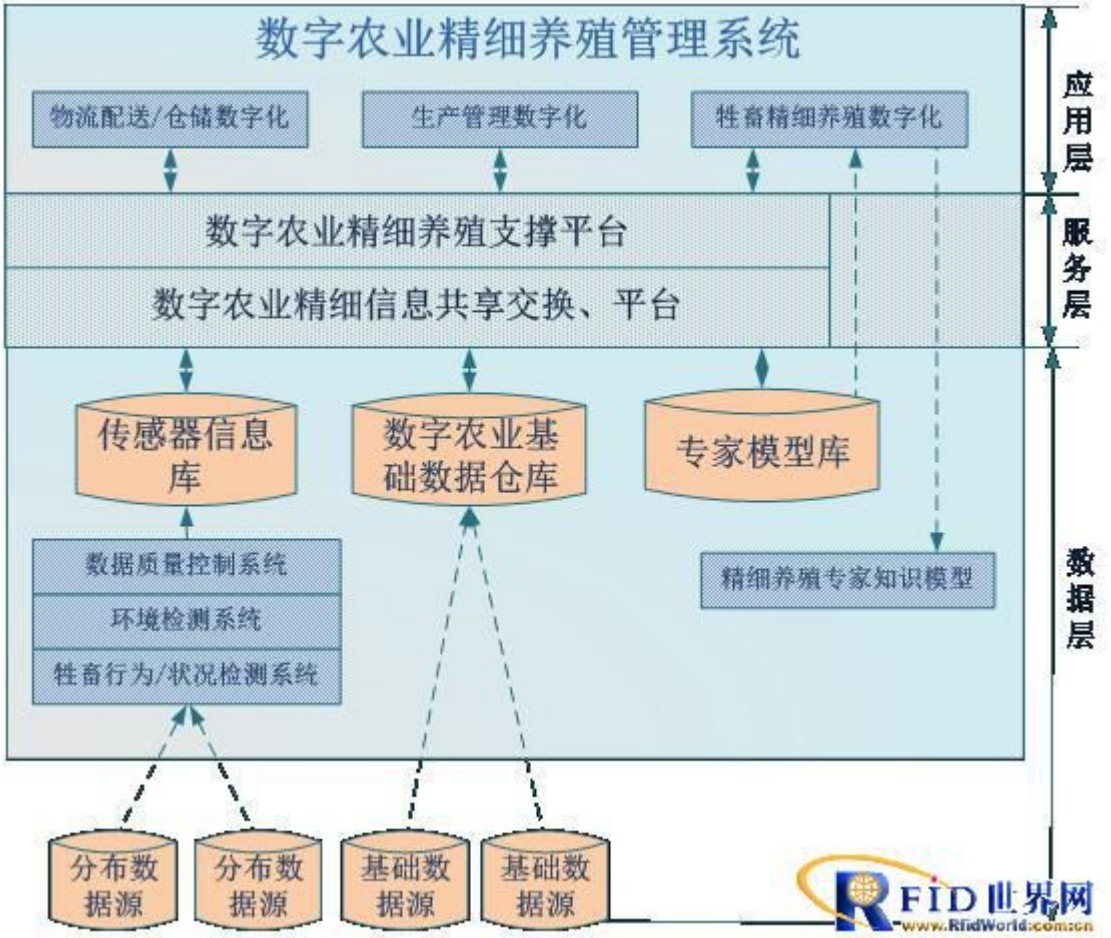 数字农业精细养殖管理系统
物流配送/仓储数字化
生产管理数字化
牲畜精细养殖数字化
应用层
数字农业精细养殖支撑平台
数字农业精细信息共享交换、平台
服务层
传感器信息
库
数字农业基
础数据仓库
专家模型库
数据质量控制系统
环境检测系统
牲畜行为/状况检测系统
精细养殖专家知识模型
数据层
分布数
据源
分布数
据源
基础数
据源
基础数
据源
RFID世界网
www.RfidWorld.com.cn